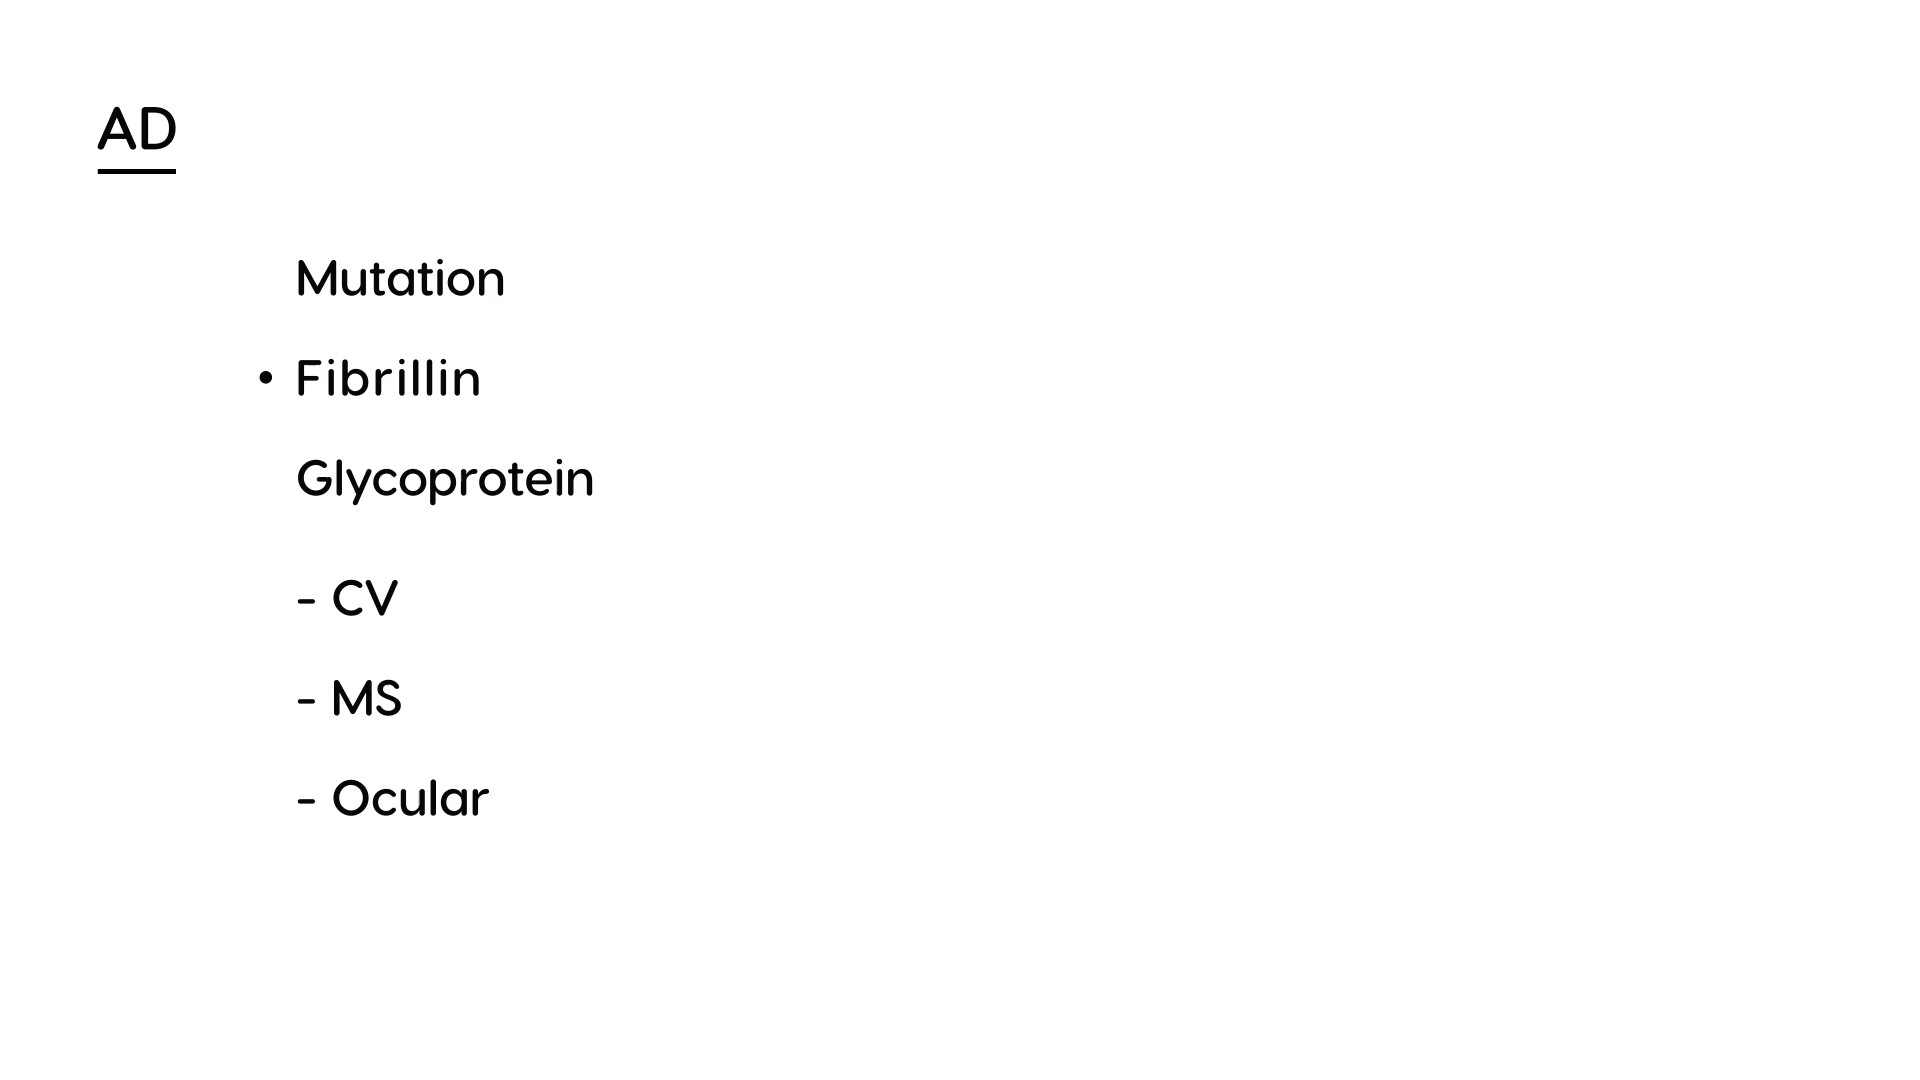 AD
Mutation
• Fibrillin
Glycoprotein
- CV
- MS
- Ocular